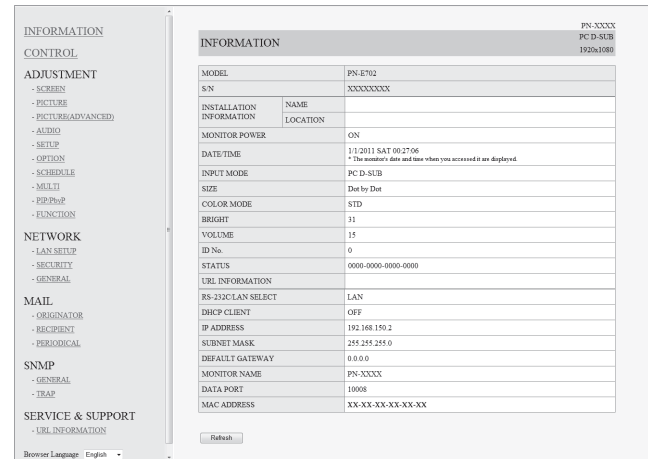 INFORMATION
CONTROL
ADJUSTMENT
- SCREEN
- PICTURE
- PICTURE(ADVANCED)
- AUDIO
- SETUP
- OPTION
- SCHEDULE
- MULTI
- PIP/PbyP
- FUNCTION
NETWORK
- LAN SETUP
- SECURITY
- GENERAL
MAIL
- ORIGINATOR
- RECIPIENT
- PERIODICAL
SNMP
- GENERAL
- TRAP
SERVICE & SUPPORT
- URL INFORMATION
Browser Language English
PN-XXXX
INFORMATION PC D-SUB
1920x1080
MODEL PN-E702
S/N XXXXXXXX
INSTALLATION INFORMATION NAME
LOCATION
MONITOR POWER ON
DATE/TIME 1/1/2011 SAT 00:27:06
* The monitor's date and time when you accessed it are displayed.
INPUT MODE PC D-SUB
SIZE Dot by Dot
COLOR MODE STD
BRIGHT 31
VOLUME 15
ID No. 0
STATUS 0000-0000-0000-0000
URL INFORMATION
RS-232C/LAN SELECT LAN
DHCP CLIENT OFF
IP ADDRESS 192.168.150.2
SUBNET MASK 255.255.255.0
DEFAULT GATEWAY 0.0.0.0
MONITOR NAME PN-XXXX
DATA PORT 10008
MAC ADDRESS XX-XX-XX-XX-XX-XX
Refresh